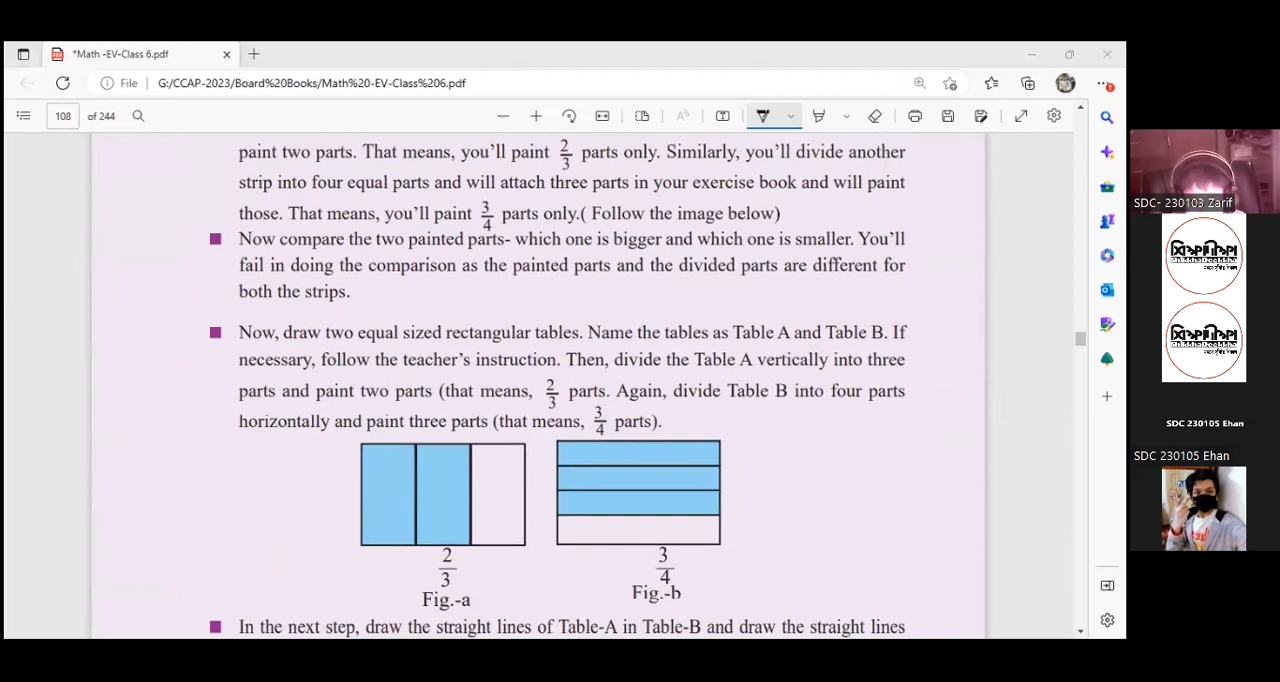 *Math -EV-Class 6.pdf
File G:/CCAP-2023/Board%20Books/Math%20-EV-Class%206.pdf
108 of 244
paint two parts. That means, you'll paint 2/3 parts only. Similarly, you'll divide another
strip into four equal parts and will attach three parts in your exercise book and will paint
those. That means, you'll paint 3/4 parts only.( Follow the image below)
Now compare the two painted parts- which one is bigger and which one is smaller. You'll
fail in doing the comparison as the painted parts and the divided parts are different for
both the strips.
Now, draw two equal sized rectangular tables. Name the tables as Table A and Table B. If
necessary, follow the teacher's instruction. Then, divide the Table A vertically into three
parts and paint two parts (that means, 2/3 parts. Again, divide Table B into four parts
horizontally and paint three parts (that means, 3/4 parts).
2/3
Fig.-a
3/4
Fig.-b
In the next step, draw the straight lines of Table-A in Table-B and draw the straight lines
SDC- 230103 Zarif
SDC 230105 Ehan
SDC 230105 Ehan